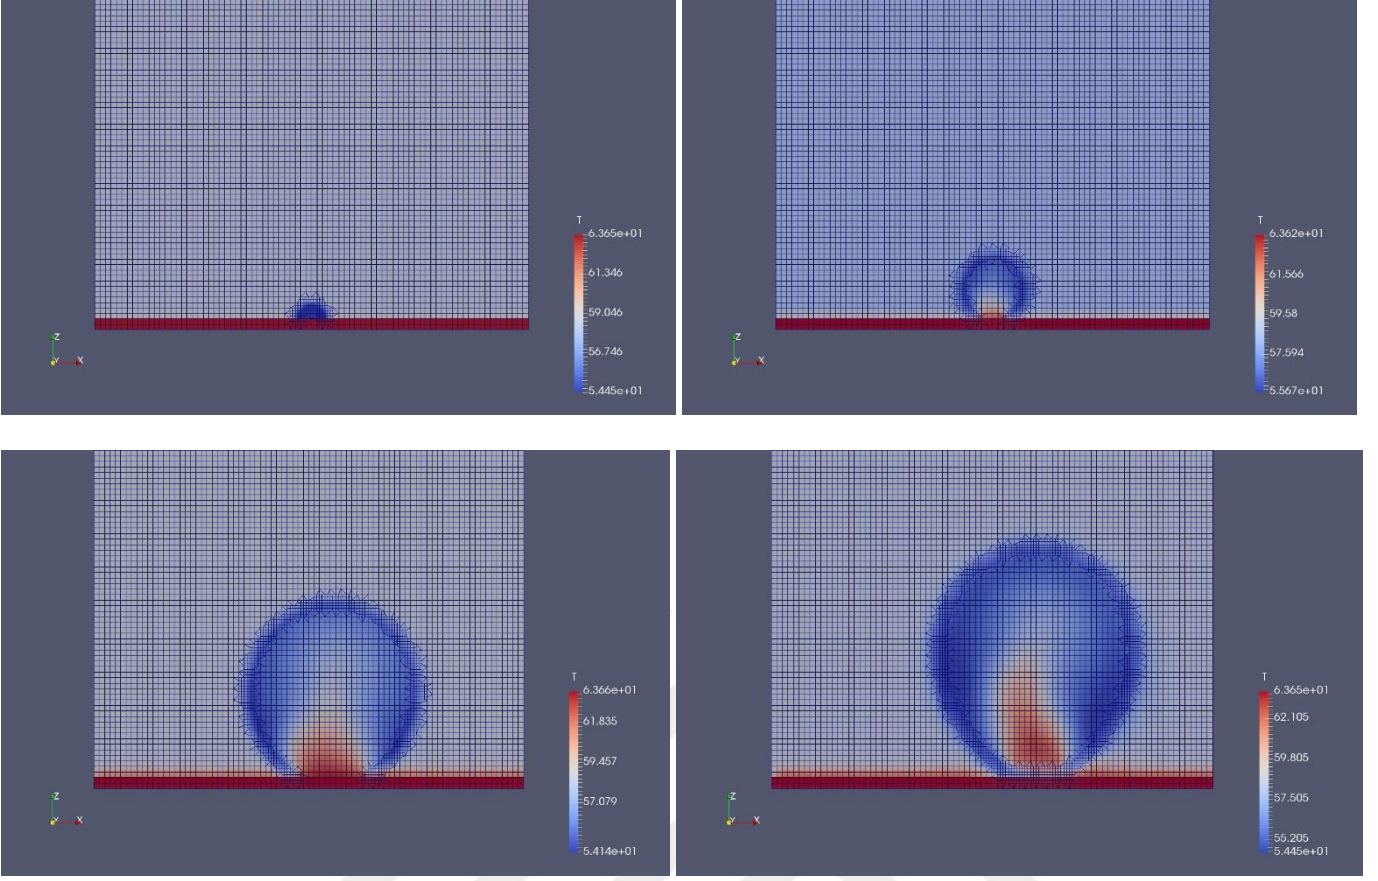 T
6.365e+01
61.346
59.046
56.746
5.445e+01
Z
Y X
T
6.362e+01
61.566
59.58
57.594
5.567e+01
Z
Y X
T
6.366e+01
61.835
59.457
57.079
5.414e+01
Z
Y X
T
6.365e+01
62.105
59.805
57.505
55.205
5.445e+01
Z
Y X